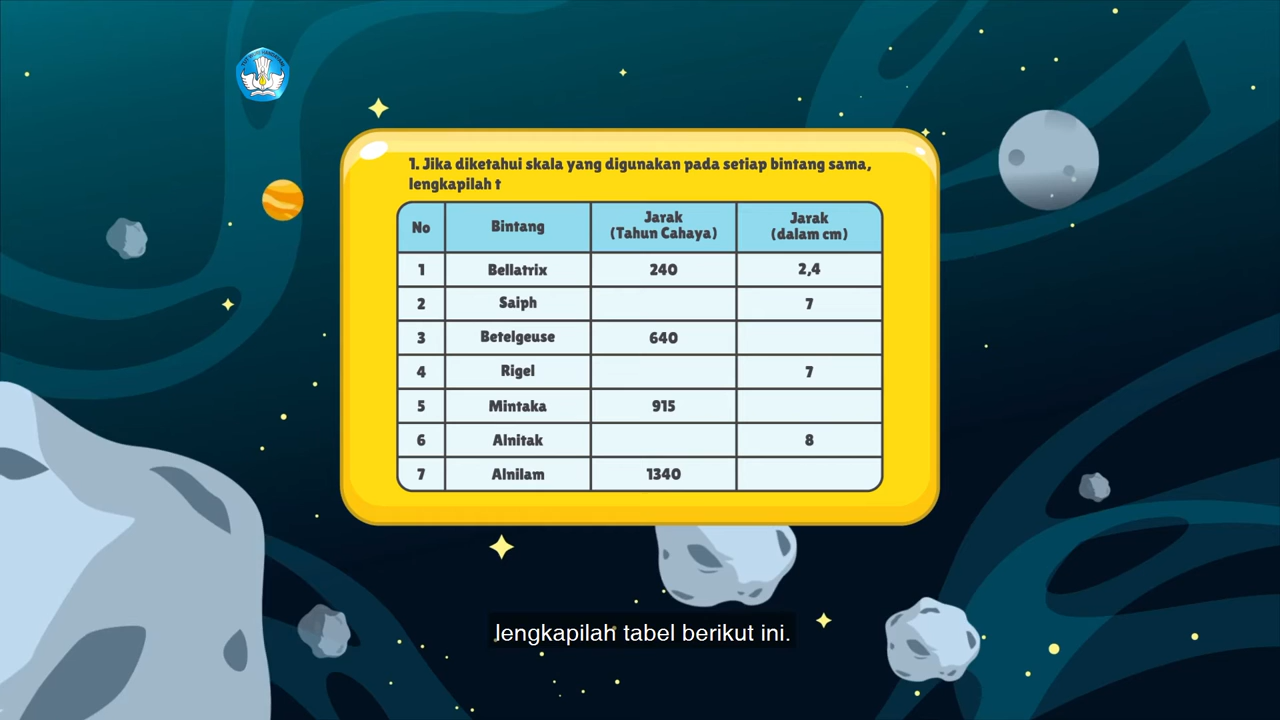 1. Jika diketahui skala yang digunakan pada setiap bintang sama,
lengkapilah t
No Bintang Jarak (Tahun Cahaya) Jarak (dalam cm)
1 Bellatrix 240 2,4
2 Saiph 7
3 Betelgeuse 640
4 Rigel 7
5 Mintaka 915
6 Alnitak 8
7 Alnilam 1340
lengkapilah tabel berikut ini.